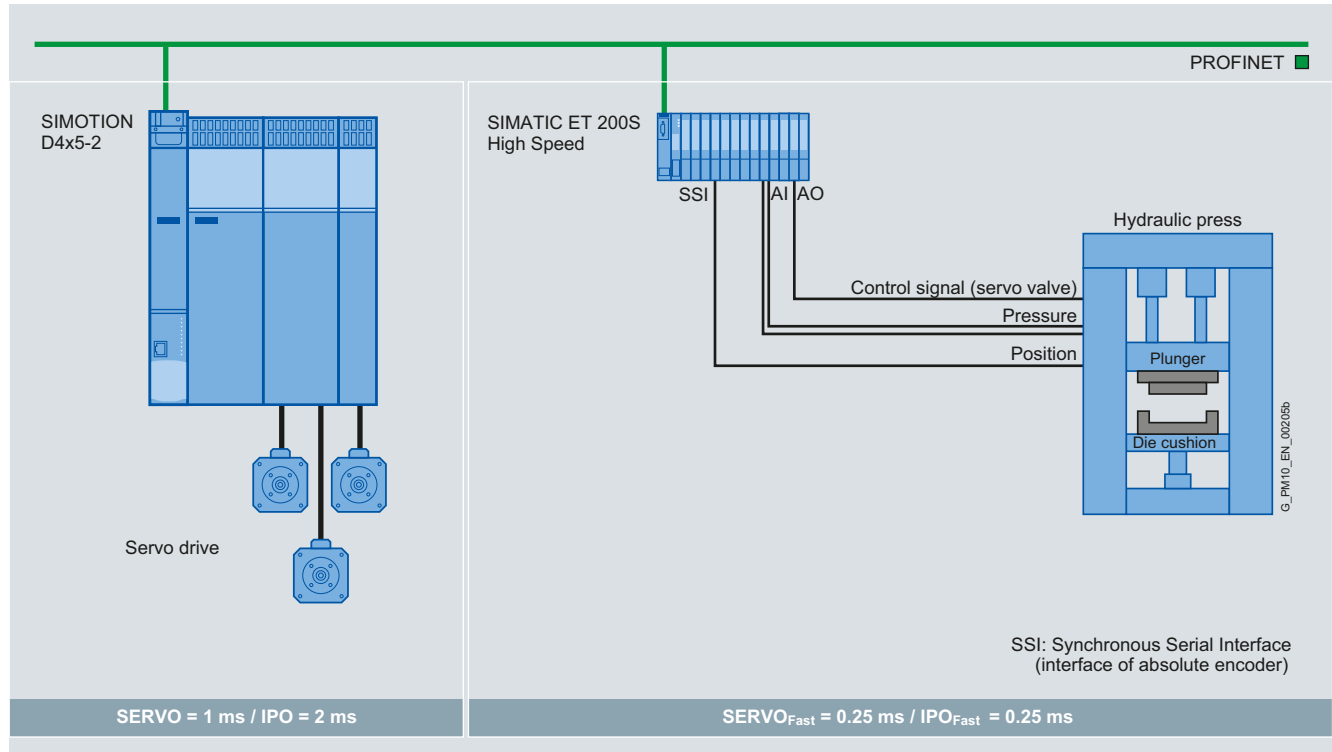 PROFINET
SIMOTION
D4x5-2
SIMATIC ET 200S
High Speed
SSI
AI
AO
Hydraulic press
Control signal (servo valve)
Pressure
Position
Plunger
Die cushion
Servo drive
G_PM10_EN_00205b
SSI: Synchronous Serial Interface
(interface of absolute encoder)
SERVO = 1 ms / IPO = 2 ms
SERVOFast = 0.25 ms / IPOFast = 0.25 ms